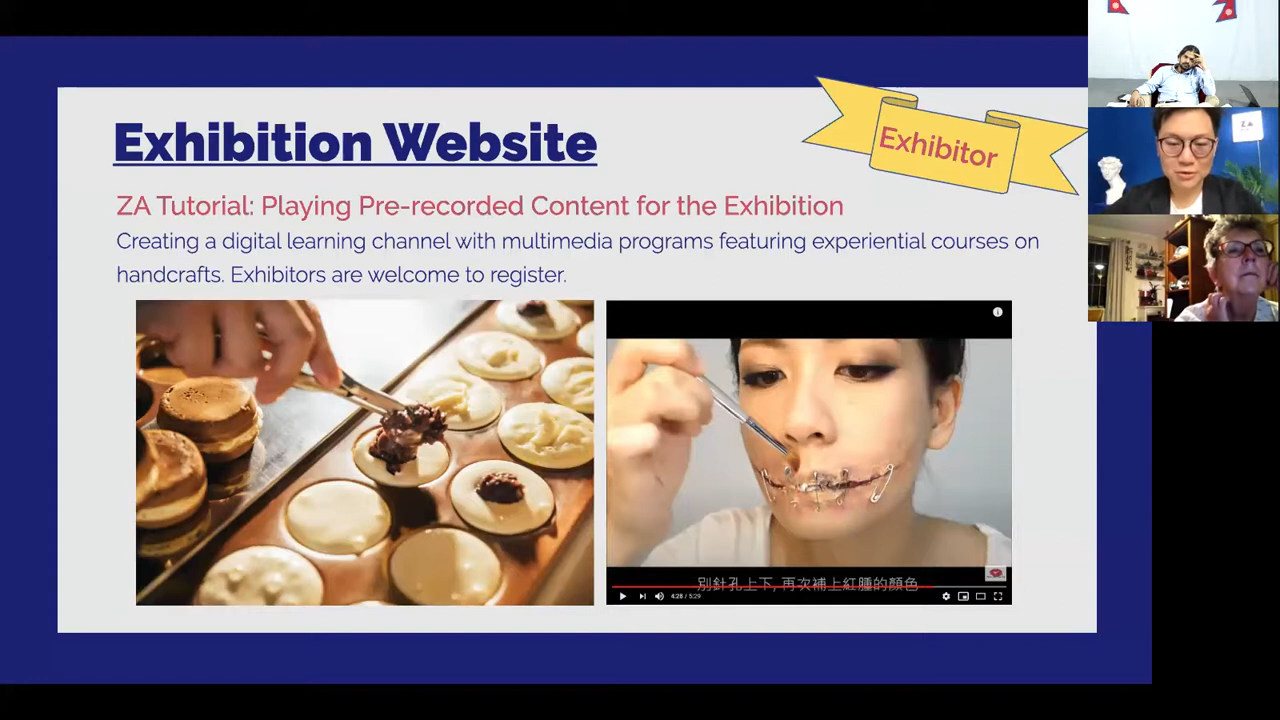 Exhibition Website
Exhibitor
ZA Tutorial: Playing Pre-recorded Content for the Exhibition
Creating a digital learning channel with multimedia programs featuring experiential courses on
handcrafts. Exhibitors are welcome to register.
別針孔上下, 再次補上紅腫的顏色
4:28 / 5:29
ZA